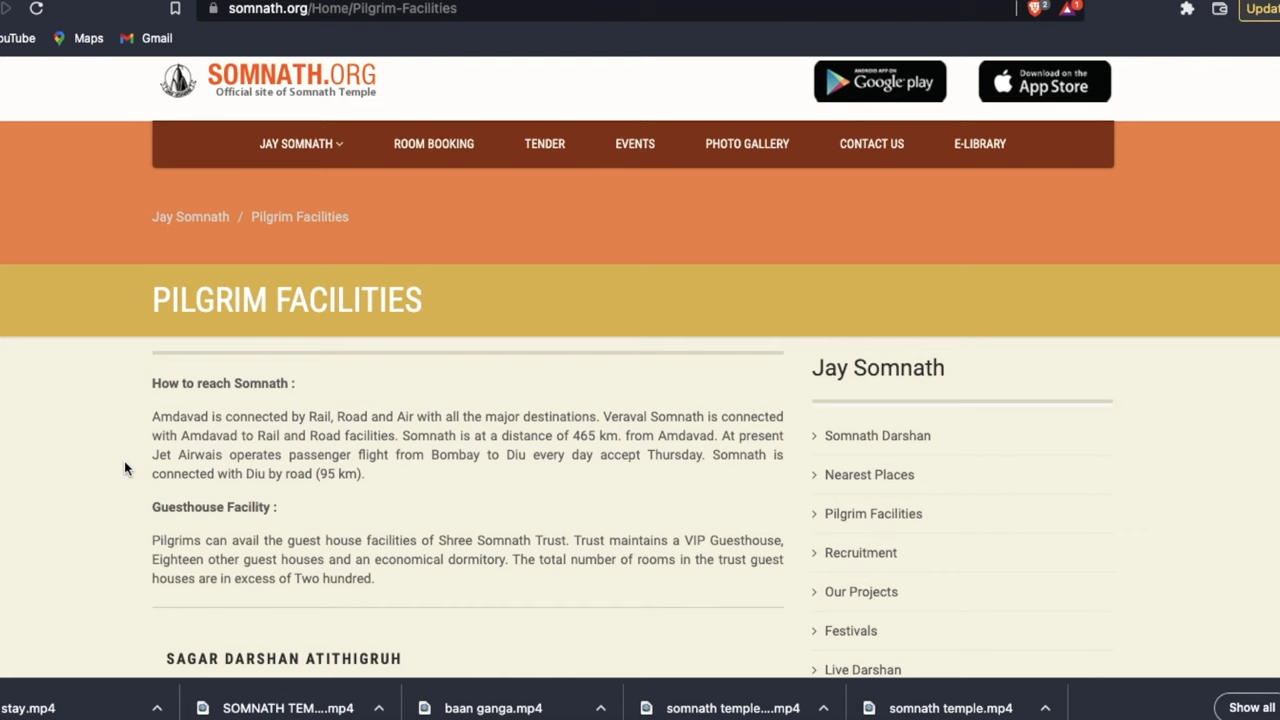 somnath.org/Home/Pilgrim-Facilities
2
1
Updat
ouTube
Maps
Gmail
SOMNATH.ORG
Official site of Somnath Temple
ANDROID APP ON
Google play
Download on the
App Store
JAY SOMNATH
ROOM BOOKING
TENDER
EVENTS
PHOTO GALLERY
CONTACT US
E-LIBRARY
Jay Somnath / Pilgrim Facilities
PILGRIM FACILITIES
How to reach Somnath :
Amdavad is connected by Rail, Road and Air with all the major destinations. Veraval Somnath is connected
with Amdavad to Rail and Road facilities. Somnath is at a distance of 465 km. from Amdavad. At present
Jet Airwais operates passenger flight from Bombay to Diu every day accept Thursday. Somnath is
connected with Diu by road (95 km).
Guesthouse Facility :
Pilgrims can avail the guest house facilities of Shree Somnath Trust. Trust maintains a VIP Guesthouse,
Eighteen other guest houses and an economical dormitory. The total number of rooms in the trust guest
houses are in excess of Two hundred.
SAGAR DARSHAN ATITHIGRUH
Jay Somnath
Somnath Darshan
Nearest Places
Pilgrim Facilities
Recruitment
Our Projects
Festivals
Live Darshan
stay.mp4
SOMNATH TEM....mp4
baan ganga.mp4
somnath temple....mp4
somnath temple.mp4
Show all